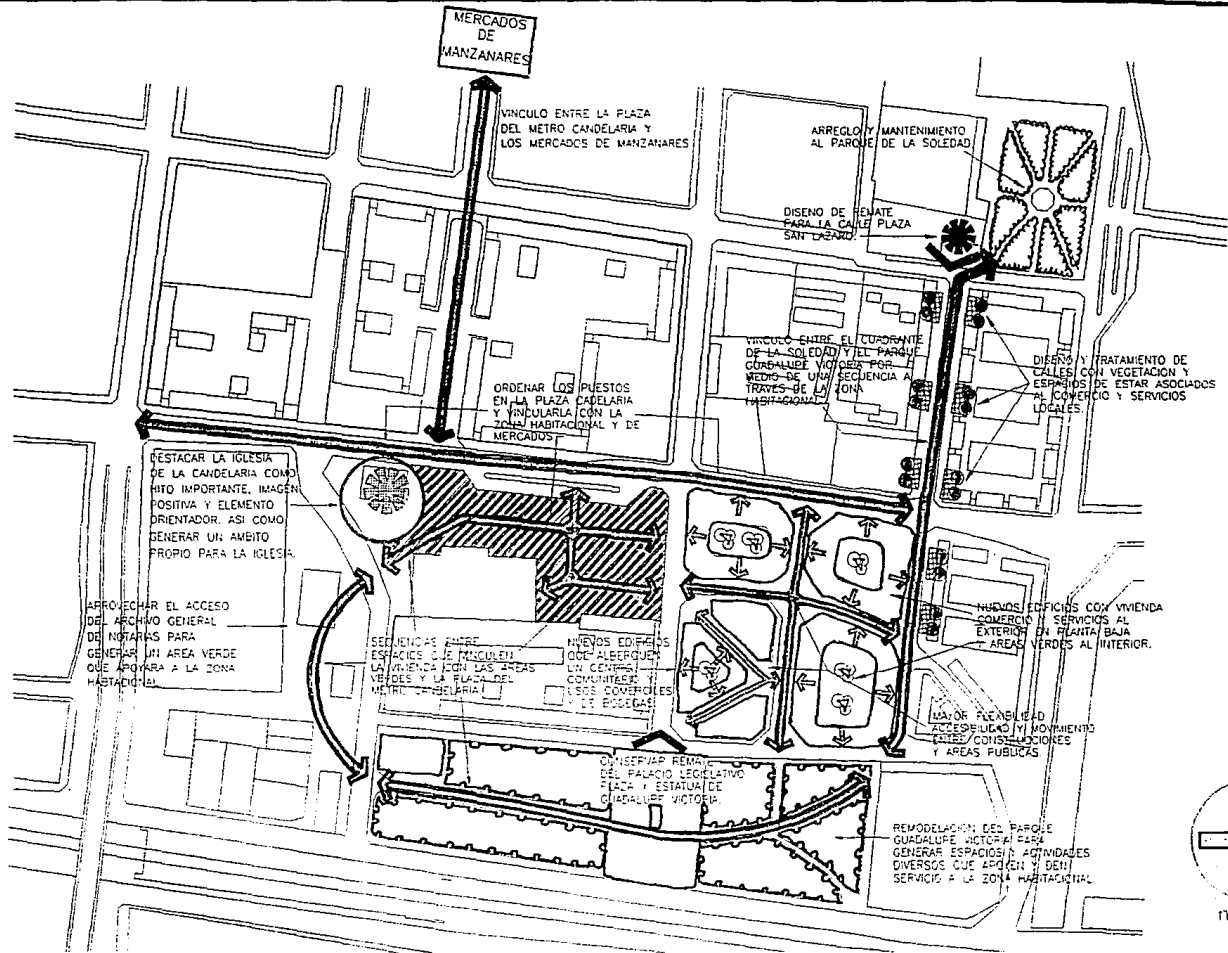 MERCADOS
DE
MANZANARES
VINCULO ENTRE LA PLAZA
DEL METRO CANDELARIA Y
LOS MERCADOS DE MANZANARES
ARREGLO Y MANTENIMIENTO
AL PARQUE DE LA SOLEDAD
DISENO DE REMATE
PARA LA CALLE PLAZA
SAN LAZARO.
VINCULO ENTRE EL CUADRANTE
DE LA SOLEDAD Y EL PARQUE
GUADALUPE VICTORIA POR
MEDIO DE UNA SECUENCIA A
TRAVES DE LA ZONA
HABITACIONAL
DISENO Y TRATAMIENTO DE
CALLES CON VEGETACION Y
ESPACIOS DE ESTAR ASOCIADOS
AL COMERCIO Y SERVICIOS
LOCALES.
ORDENAR LOS PUESTOS
EN LA PLAZA CADELARIA
Y VINCULARLA CON LA
ZONA HABITACIONAL Y DE
MERCADOS
DESTACAR LA IGLESIA
DE LA CANDELARIA COMO
HITO IMPORTANTE, IMAGEN
POSITIVA Y ELEMENTO
ORIENTADOR. ASI COMO
GENERAR UN AMBITO
PROPIO PARA LA IGLESIA.
APROVECHAR EL ACCESO
DEL ARCHIVO GENERAL
DE NOTARIAS PARA
GENERAR UN AREA VERDE
QUE APOYARA A LA ZONA
HABITACIONAL
SECUENCIAS ENTRE
ESPACIOS QUE VINCULEN
LA VIVIENDA CON LAS AREAS
VERDES Y LA PLAZA DEL
METRO CANDELARIA
NUEVOS EDIFICIOS
QUE ALBERGUEN
UN CENTRO
COMUNITARIO Y
USOS COMERCIALES
Y DE BODEGAS
NUEVOS EDIFICIOS CON VIVIENDA
COMERCIO Y SERVICIOS AL
EXTERIOR EN PLANTA BAJA
Y AREAS VERDES AL INTERIOR.
MAYOR FLEXIBILIDAD
ACCESIBILIDAD Y MOVIMIENTO
ENTRE CONSTRUCCIONES
Y AREAS PUBLICAS
CONSERVAR REMATE
DEL PALACIO LEGISLATIVO
PLAZA Y ESTATUA DE
GUADALUPE VICTORIA.
REMODELACION DEL PARQUE
GUADALUPE VICTORIA PARA
GENERAR ESPACIOS Y ACTIVIDADES
DIVERSOS QUE APOYEN Y DEN
SERVICIO A LA ZONA HABITACIONAL.